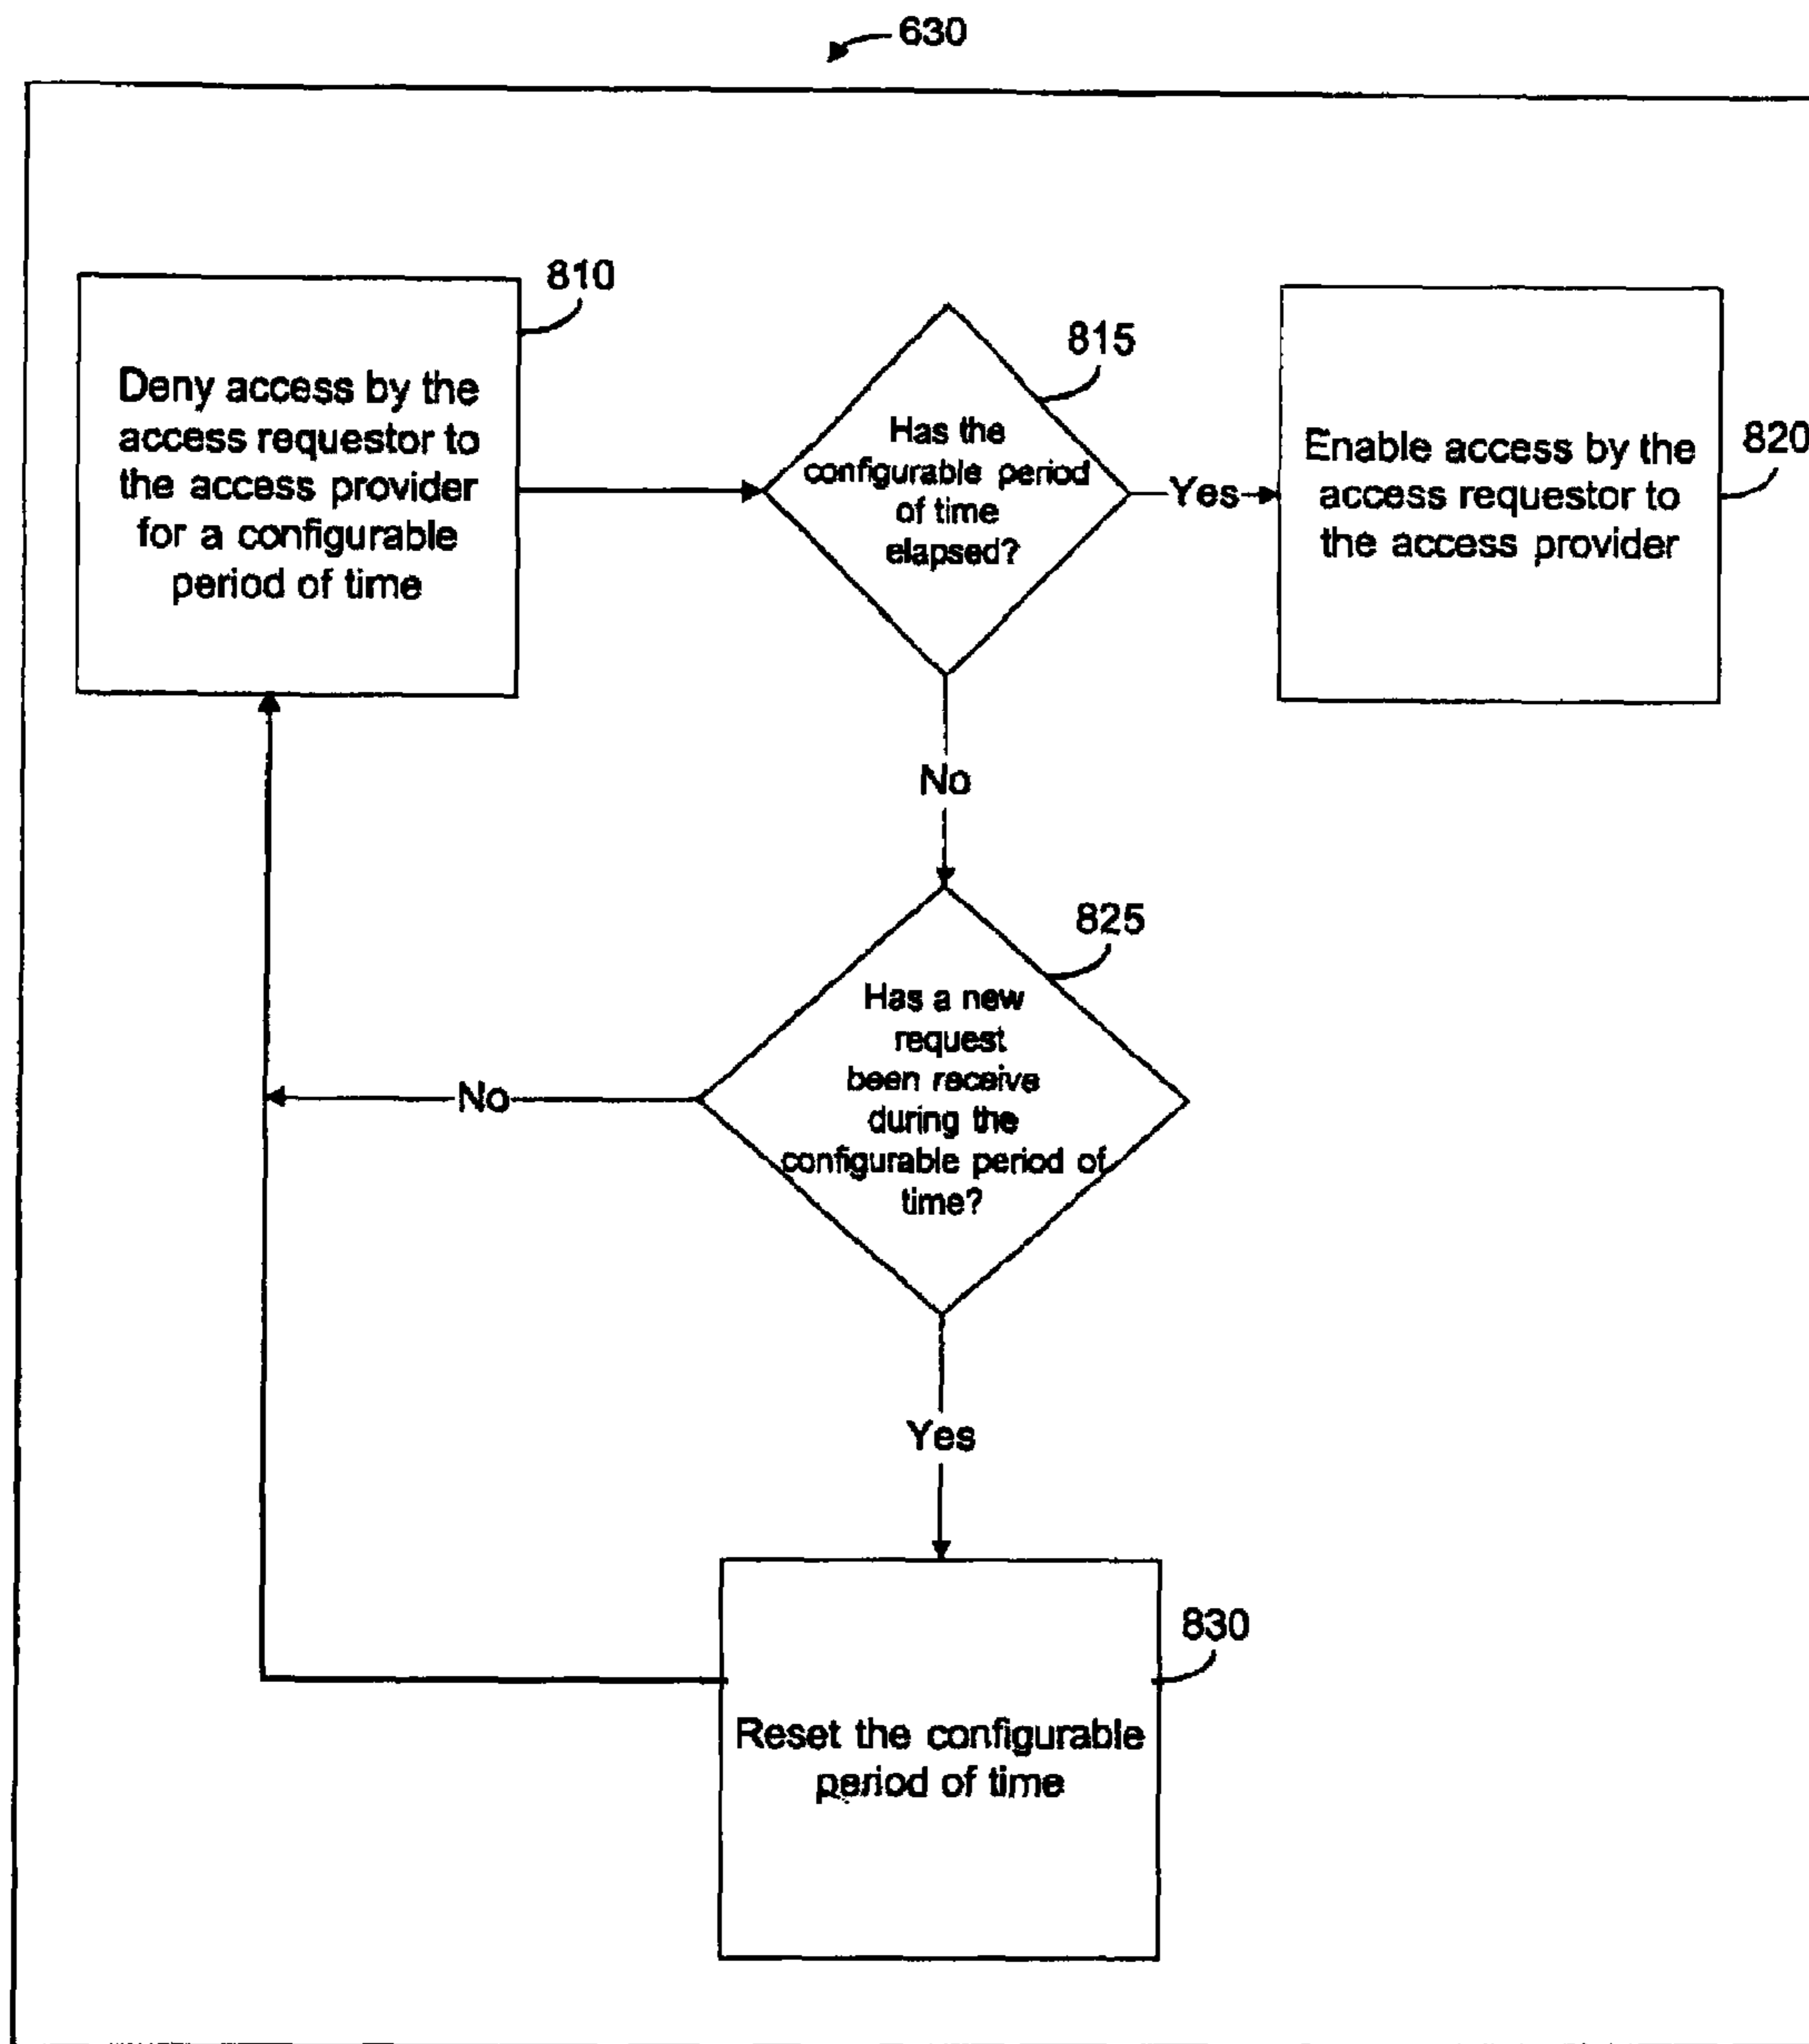 630
810
Deny access by the
access requestor to
the access provider
for a configurable
period of time
815
Has the
configurable period
of time
elapsed?
Yes
820
Enable access by the
access requestor to
the access provider
No
825
Has a new
request
been receive
during the
configurable period of
time?
No
Yes
830
Reset the configurable
period of time